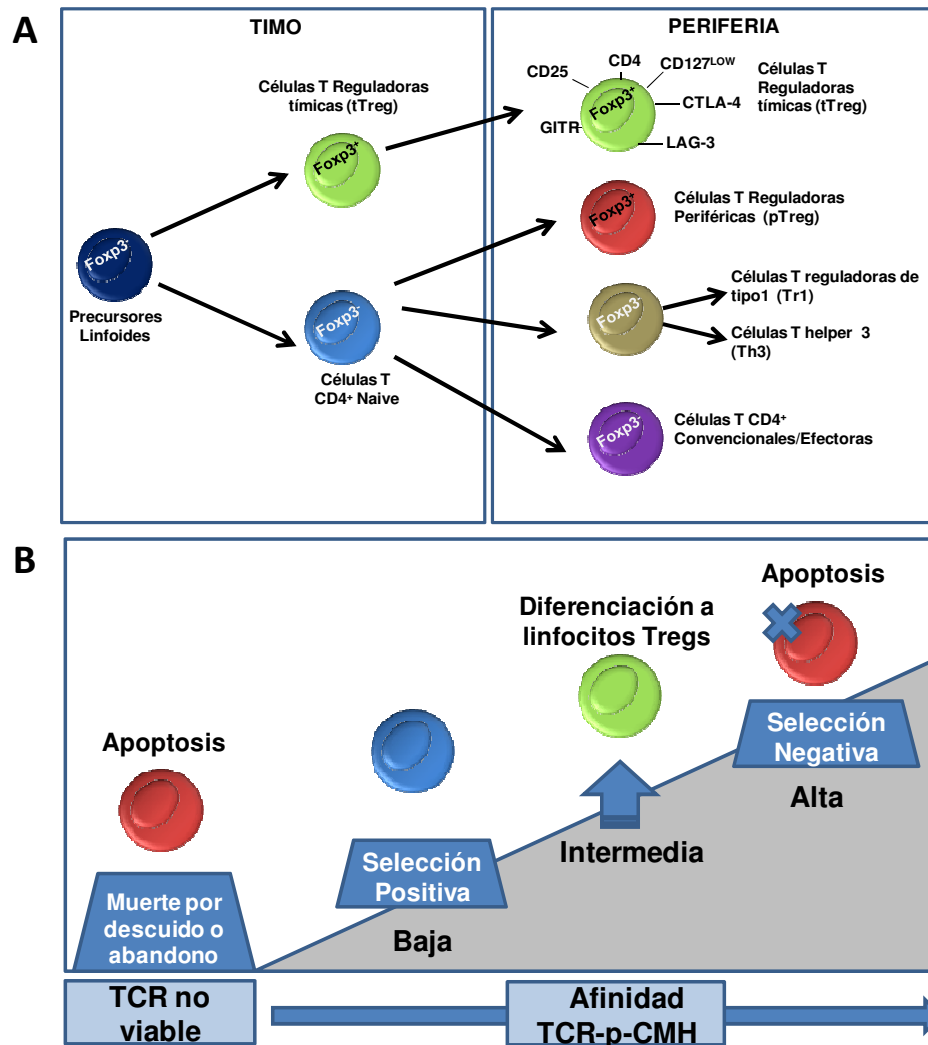 A
TIMO
Células T Reguladoras
tímicas (tTreg)
Foxp3⁺
Foxp3⁻
Precursores
Linfoides
Foxp3⁻
Células T
CD4⁺ Naive
PERIFERIA
CD25
CD4
CD127ᴸᴼᵂ
CTLA-4
GITR
LAG-3
Foxp3⁺
Células T
Reguladoras
tímicas (tTreg)
Foxp3⁺
Células T Reguladoras
Periféricas (pTreg)
Foxp3⁻
Células T reguladoras de
tipo1 (Tr1)
Células T helper 3
(Th3)
Foxp3⁻
Células T CD4⁺
Convencionales/Efectoras
B
Apoptosis
Muerte por
descuido o
abandono
Selección
Positiva
Baja
Diferenciación a
linfocitos Tregs
Intermedia
Apoptosis
Selección
Negativa
Alta
TCR no
viable
Afinidad
TCR-p-CMH